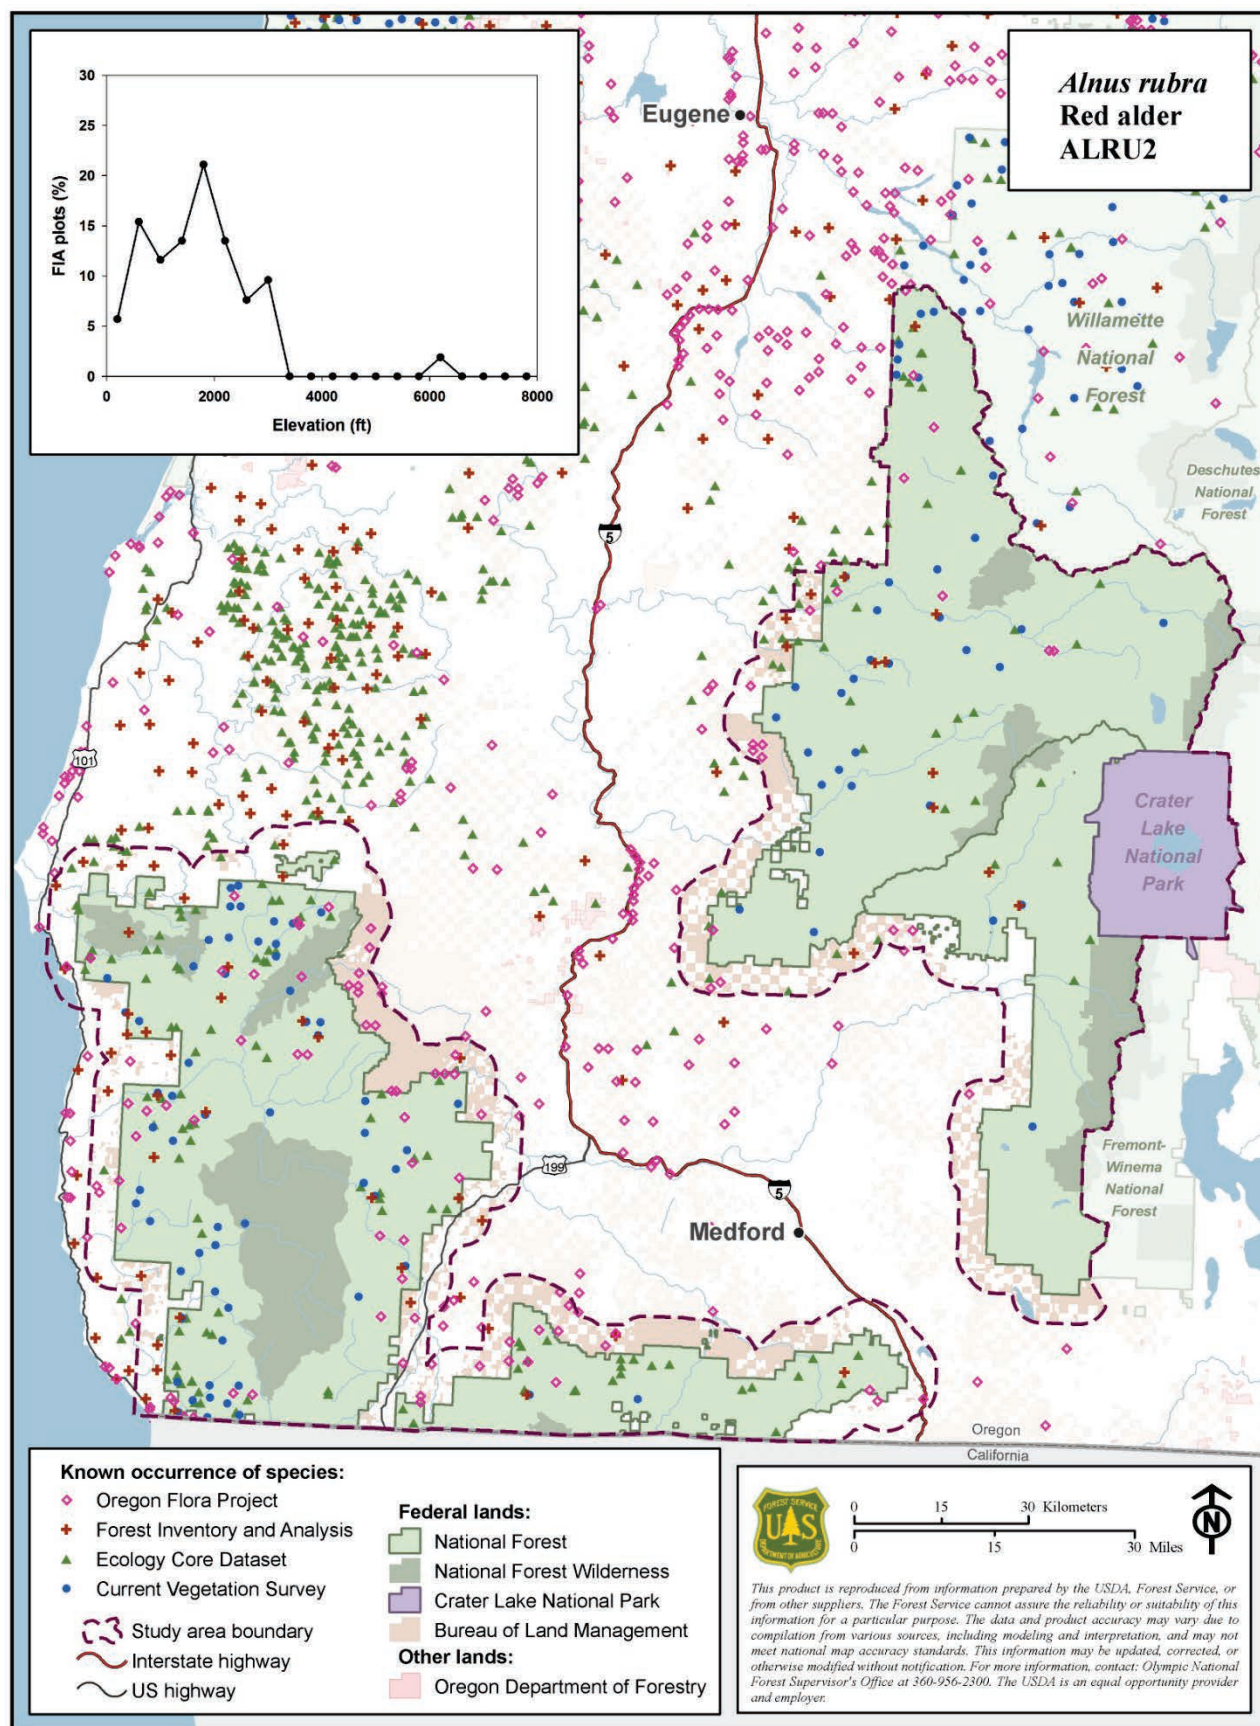 30
25
20
15
10
5
0
FIA plots (%)
0 2000 4000 6000 8000
Elevation (ft)
Alnus rubra
Red alder
ALRU2
Eugene
Willamette
National
Forest
Deschutes
National
Forest
5
101
Crater
Lake
National
Park
199
5
Fremont-
Winema
National
Forest
Medford
Oregon
California
Known occurrence of species:
Oregon Flora Project
Forest Inventory and Analysis
Ecology Core Dataset
Current Vegetation Survey
Study area boundary
Interstate highway
US highway
Federal lands:
National Forest
National Forest Wilderness
Crater Lake National Park
Bureau of Land Management
Other lands:
Oregon Department of Forestry
FOREST SERVICE
U S
DEPARTMENT OF AGRICULTURE
0 15 30 Kilometers
0 15 30 Miles
N
This product is reproduced from information prepared by the USDA, Forest Service, or
from other suppliers. The Forest Service cannot assure the reliability or suitability of this
information for a particular purpose. The data and product accuracy may vary due to
compilation from various sources, including modeling and interpretation, and may not
meet national map accuracy standards. This information may be updated, corrected, or
otherwise modified without notification. For more information, contact: Olympic National
Forest Supervisor's Office at 360-956-2300. The USDA is an equal opportunity provider
and employer.